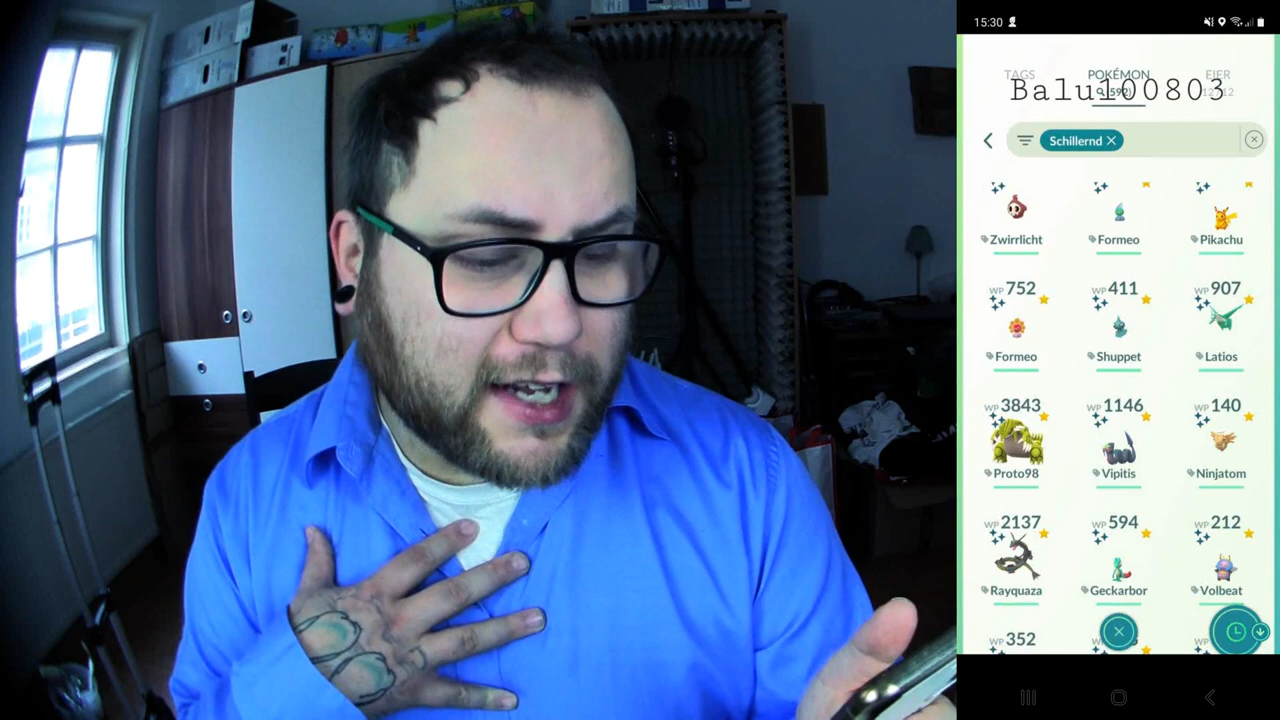 15:30
TAGS POKÉMON EIER
Balu100803
Schillernd
Zwirrlicht Formeo Pikachu
WP 752 WP 411 WP 907
Formeo Shuppet Latios
WP 3843 WP 1146 WP 140
Proto98 Vipitis Ninjatom
WP 2137 WP 594 WP 212
Rayquaza Geckarbor Volbeat
WP 352